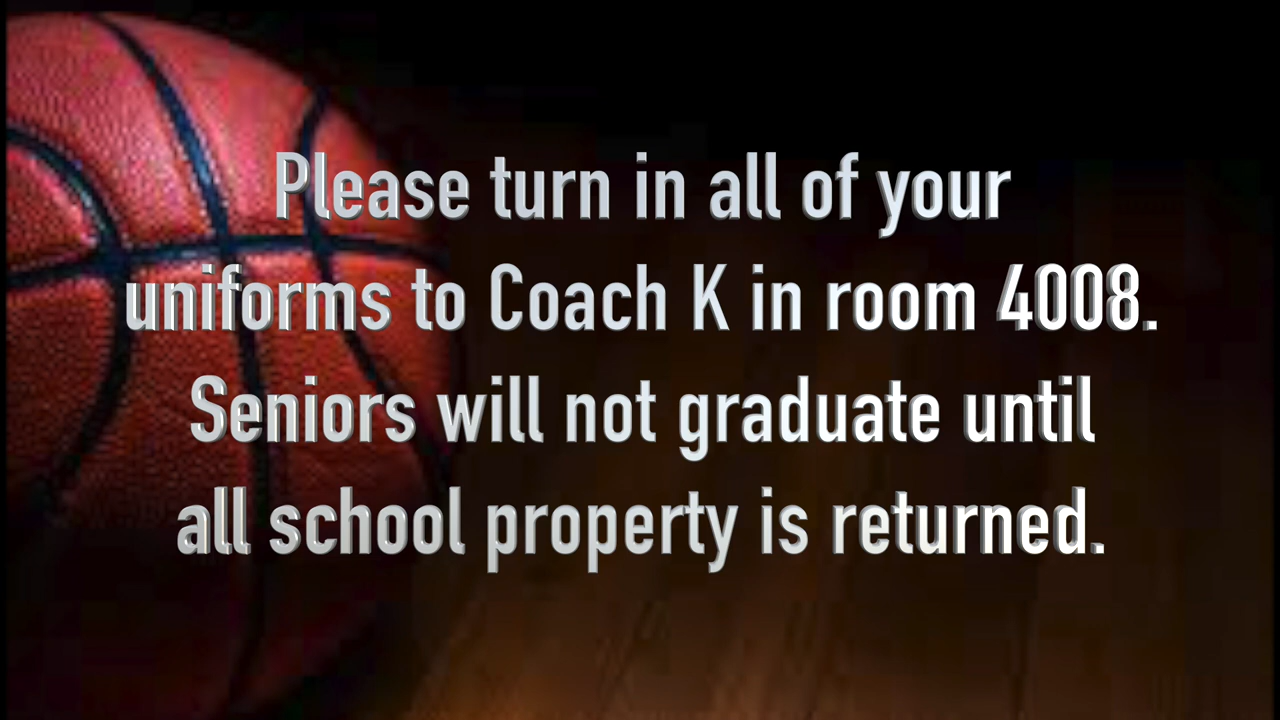 Please turn in all of your
uniforms to Coach K in room 4008.
Seniors will not graduate until
all school property is returned.